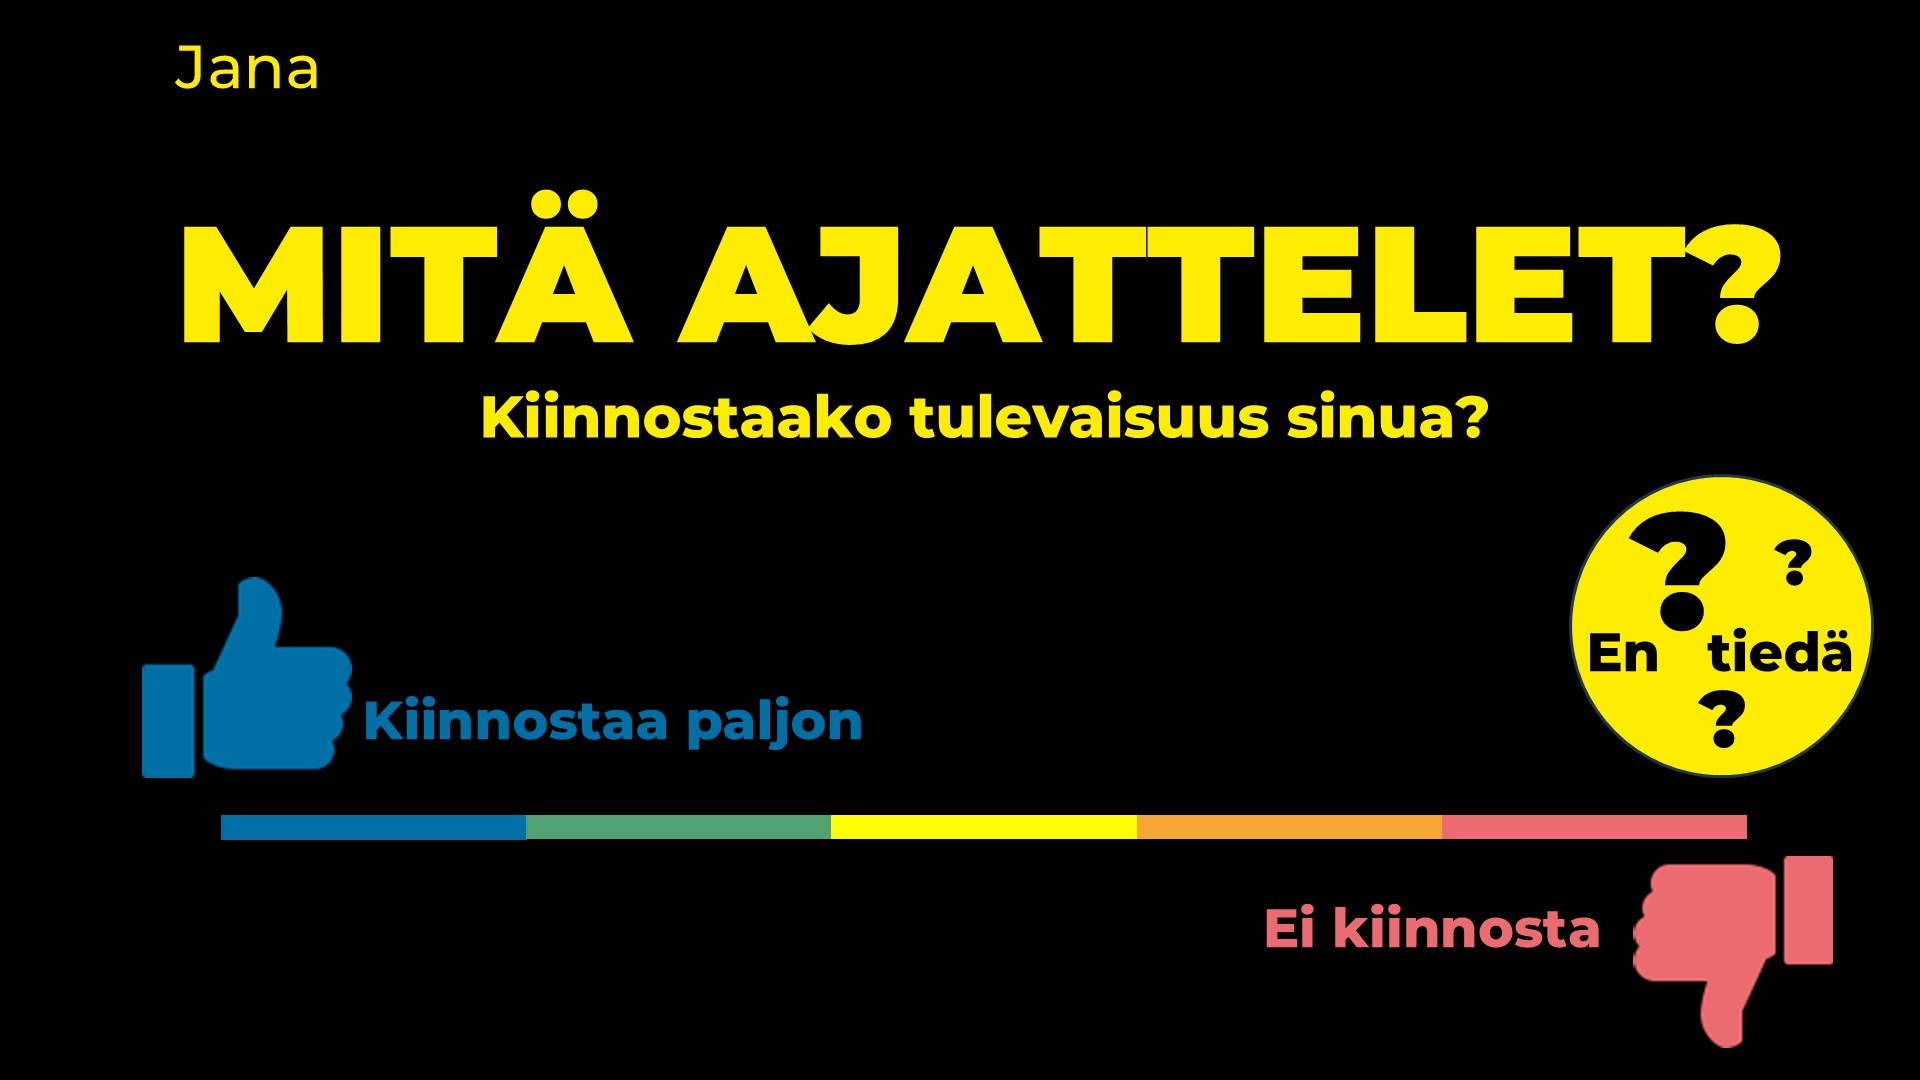 Jana
MITÄ AJATTELET?
Kiinnostaako tulevaisuus sinua?
? ?
En tiedä
?
Kiinnostaa paljon
Ei kiinnosta